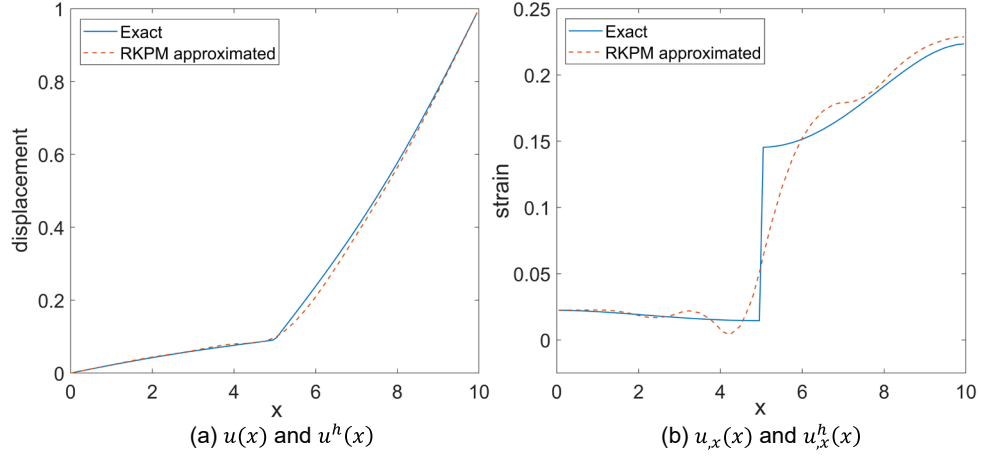 Exact
RKPM approximated
displacement
1
0.8
0.6
0.4
0.2
0
0 2 4 6 8 10
x
(a) u(x) and uʰ(x)
Exact
RKPM approximated
strain
0.25
0.2
0.15
0.1
0.05
0
0 2 4 6 8 10
x
(b) u,ₓ(x) and uʰ,ₓ(x)